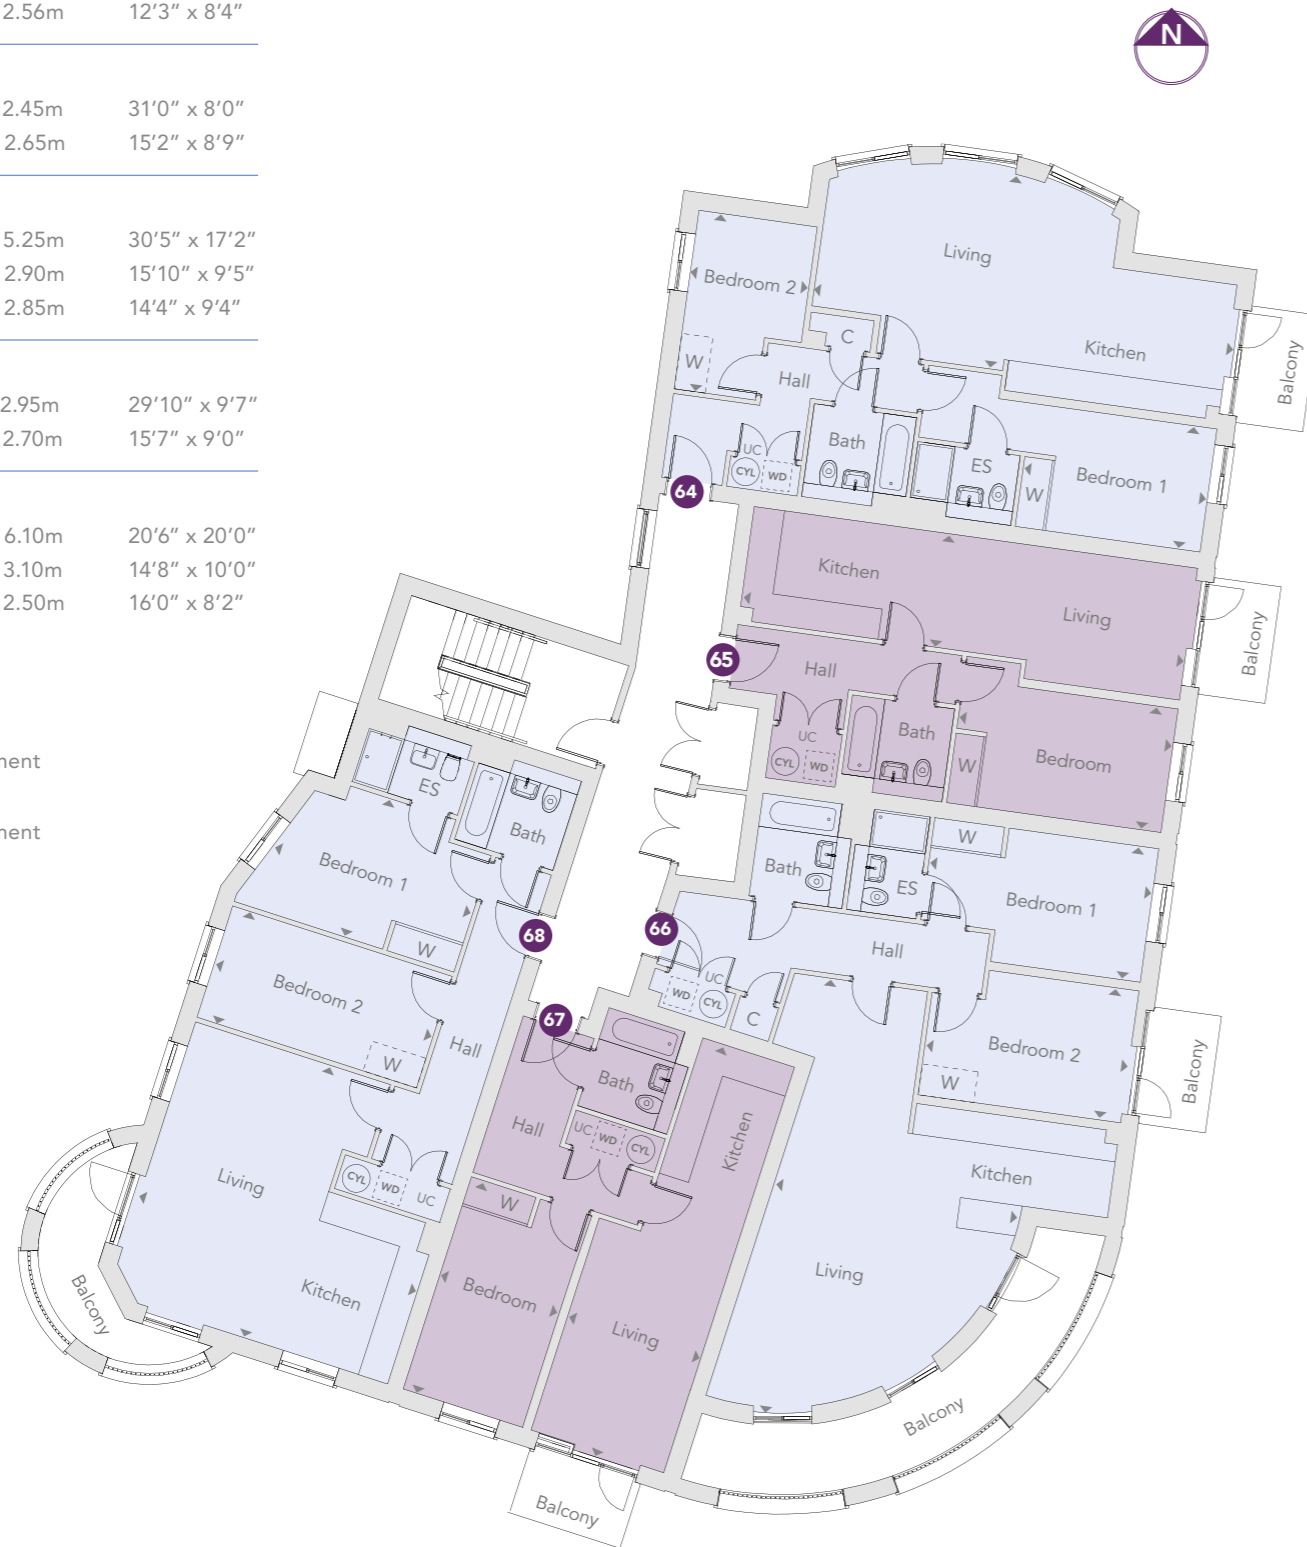 2.56m 12'3" x 8'4"
2.45m 31'0" x 8'0"
2.65m 15'2" x 8'9"
5.25m 30'5" x 17'2"
2.90m 15'10" x 9'5"
2.85m 14'4" x 9'4"
2.95m 29'10" x 9'7"
2.70m 15'7" x 9'0"
6.10m 20'6" x 20'0"
3.10m 14'8" x 10'0"
2.50m 16'0" x 8'2"
ment
ment
N
Living
Bedroom 2
Kitchen
Balcony
C
W
Hall
Bath
UC
CYL
WD
ES
W
Bedroom 1
64
Kitchen
Living
Balcony
65
Hall
UC
CYL
WD
Bath
W
Bedroom
ES
Bath
Bedroom 1
W
68
Bedroom 2
W
Hall
Living
CYL
WD
UC
Kitchen
Balcony
Bath
ES
W
Bedroom 1
66
Hall
UC
WD
CYL
C
Bedroom 2
W
Balcony
Kitchen
Living
Balcony
67
Bath
Hall
UC
WD
CYL
Kitchen
W
Bedroom
Living
Balcony